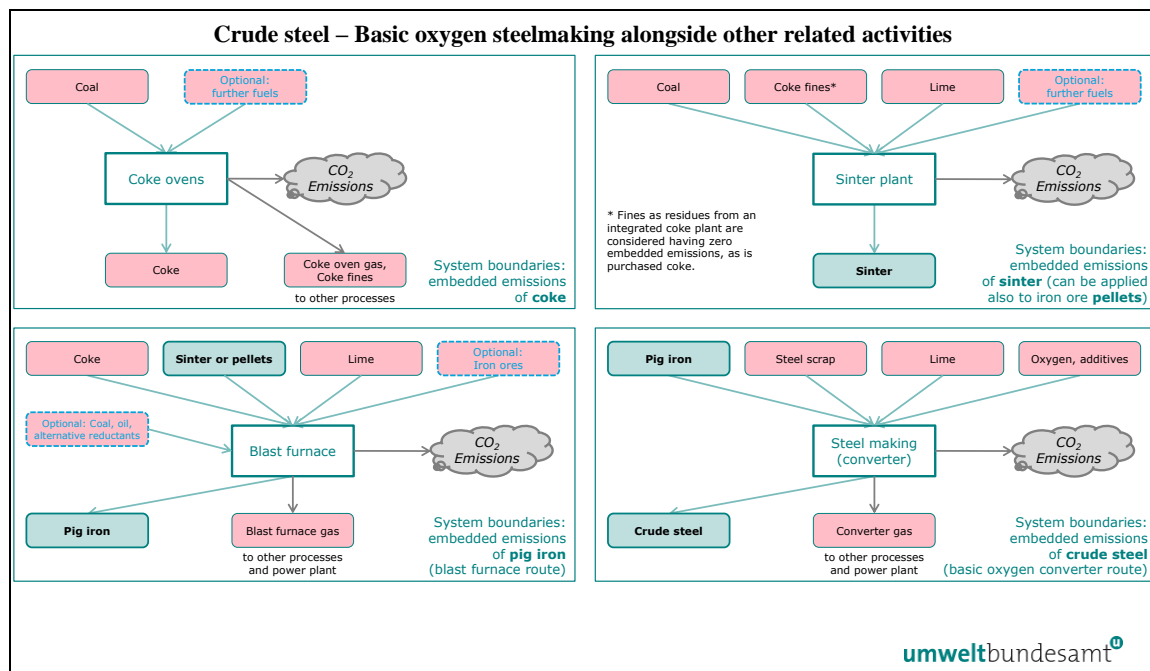 Crude steel – Basic oxygen steelmaking alongside other related activities
Coal
Optional:
further fuels
Coke ovens
CO2
Emissions
Coke
Coke oven gas,
Coke fines
to other processes
System boundaries:
embedded emissions
of coke
Coal
Coke fines*
Lime
Optional:
further fuels
Sinter plant
CO2
Emissions
* Fines as residues from an
integrated coke plant are
considered having zero
embedded emissions, as is
purchased coke.
Sinter
System boundaries:
embedded emissions
of sinter (can be applied
also to iron ore pellets)
Coke
Sinter or pellets
Lime
Optional:
Iron ores
Optional: Coal, oil,
alternative reductants
Blast furnace
CO2
Emissions
Pig iron
Blast furnace gas
to other processes
and power plant
System boundaries:
embedded emissions
of pig iron
(blast furnace route)
Pig iron
Steel scrap
Lime
Oxygen, additives
Steel making
(converter)
CO2
Emissions
Crude steel
Converter gas
to other processes
and power plant
System boundaries:
embedded emissions
of crude steel
(basic oxygen converter route)
umweltbundesamt u